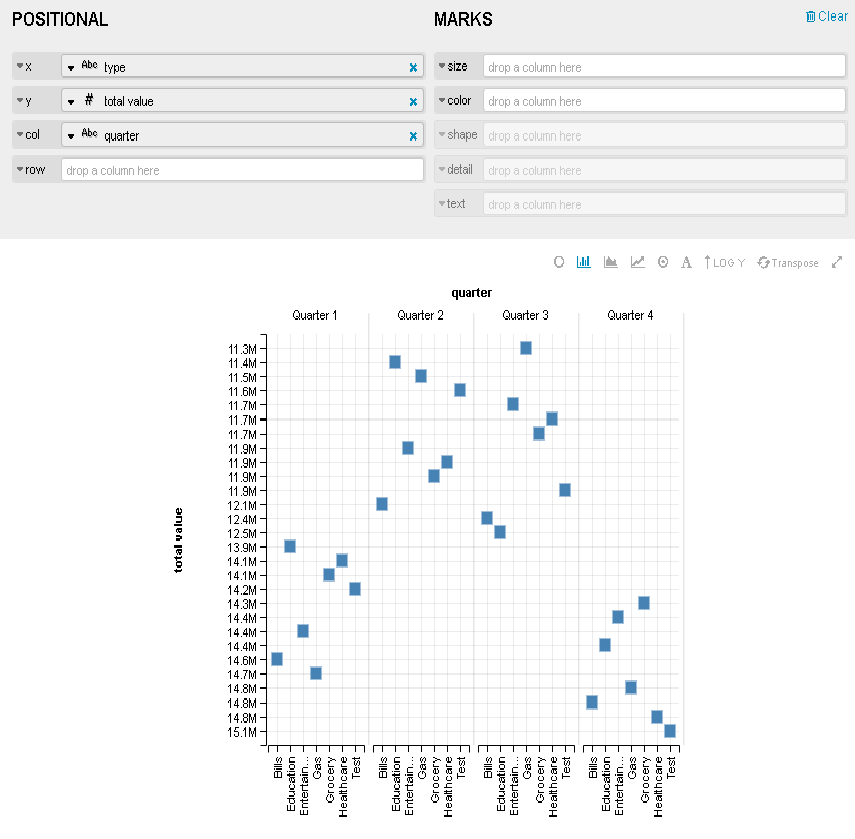 POSITIONAL
x
Abc type
y
# total value
col
Abc quarter
row
drop a column here
MARKS
Clear
size
drop a column here
color
drop a column here
shape
drop a column here
detail
drop a column here
text
drop a column here
A
LOG Y
Transpose
quarter
Quarter 1
Quarter 2
Quarter 3
Quarter 4
total value
11.3M
11.4M
11.5M
11.6M
11.7M
11.7M
11.7M
11.9M
11.9M
11.9M
11.9M
12.1M
12.4M
12.5M
13.9M
14.1M
14.1M
14.2M
14.3M
14.4M
14.4M
14.4M
14.6M
14.7M
14.8M
14.8M
14.8M
15.1M
Bills
Education
Entertain...
Gas
Grocery
Healthcare
Test
Bills
Education
Entertain...
Gas
Grocery
Healthcare
Test
Bills
Education
Entertain...
Gas
Grocery
Healthcare
Test
Bills
Education
Entertain...
Gas
Grocery
Healthcare
Test